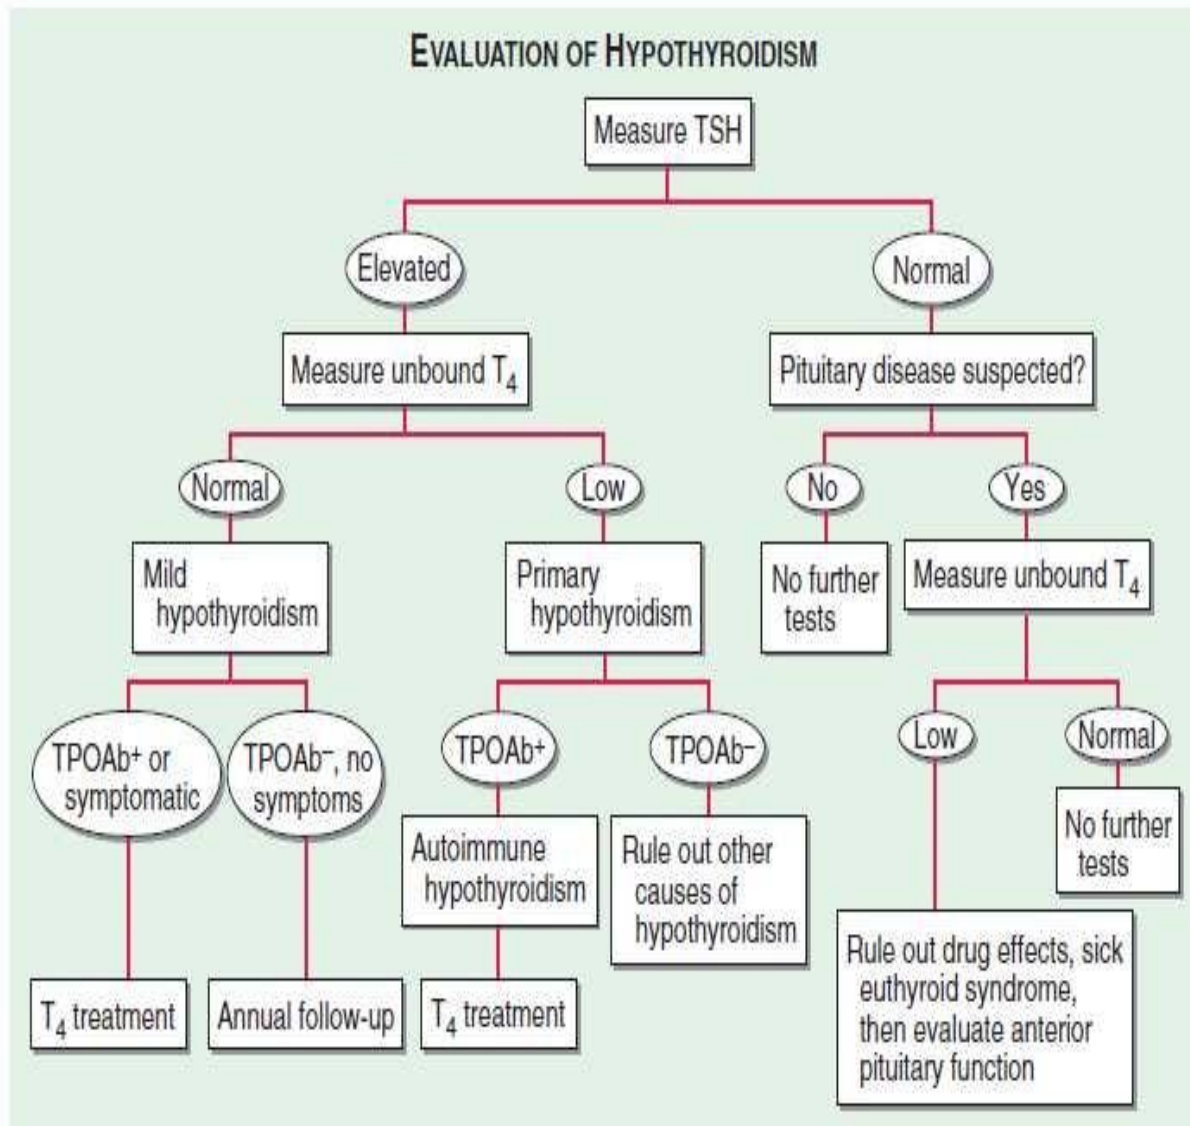 EVALUATION OF HYPOTHYROIDISM
Measure TSH
Elevated
Normal
Measure unbound T4
Pituitary disease suspected?
Normal
Low
No
Yes
Mild
hypothyroidism
Primary
hypothyroidism
No further
tests
Measure unbound T4
TPOAb+ or
symptomatic
TPOAb–, no
symptoms
TPOAb+
TPOAb–
Low
Normal
Autoimmune
hypothyroidism
Rule out other
causes of
hypothyroidism
No further
tests
T4 treatment
Annual follow-up
T4 treatment
Rule out drug effects, sick
euthyroid syndrome,
then evaluate anterior
pituitary function